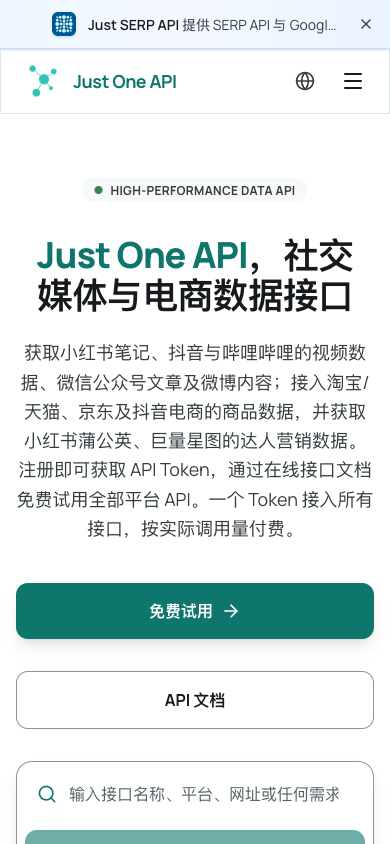 Just SERP API 提供 SERP API 与 Googl...
Just One API
HIGH-PERFORMANCE DATA API
Just One API，社交
媒体与电商数据接口
获取小红书笔记、抖音与哔哩哔哩的视频数
据、微信公众号文章及微博内容；接入淘宝/
天猫、京东及抖音电商的商品数据，并获取
小红书蒲公英、巨量星图的达人营销数据。
注册即可获取 API Token，通过在线接口文档
免费试用全部平台 API。一个 Token 接入所有
接口，按实际调用量付费。
免费试用
API 文档
输入接口名称、平台、网址或任何需求